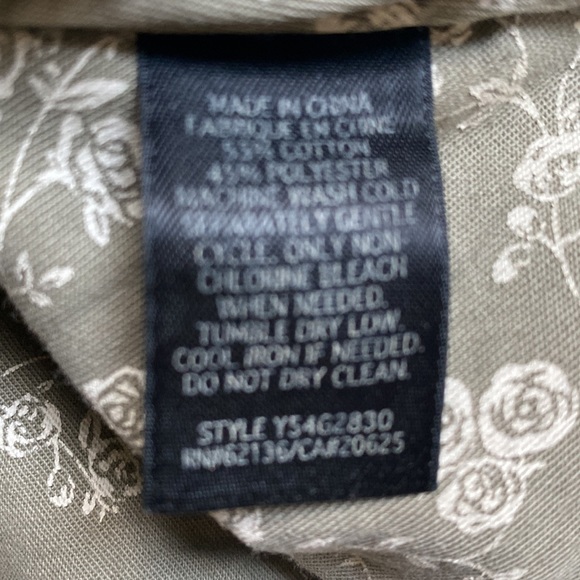 MADE IN CHINA
FABRIQUE EN CHINE
55% COTTON
45% POLYESTER
MACHINE WASH COLD
SEPARATELY GENTLE
CYCLE. ONLY NON-
CHLORINE BLEACH
WHEN NEEDED.
TUMBLE DRY LOW.
COOL IRON IF NEEDED.
DO NOT DRY CLEAN.
STYLE Y54G2830
RN#62136/CA#20625